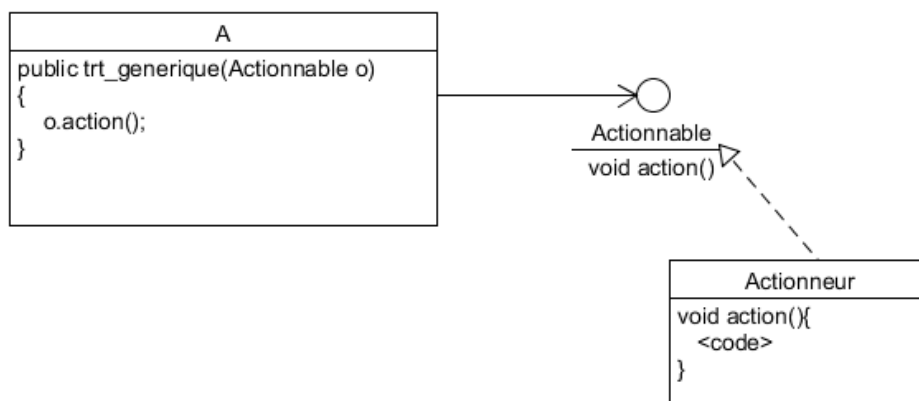 A
public trt_generique(Actionnable o)
{
o.action();
}
Actionnable
void action()
Actionneur
void action(){
<code>
}